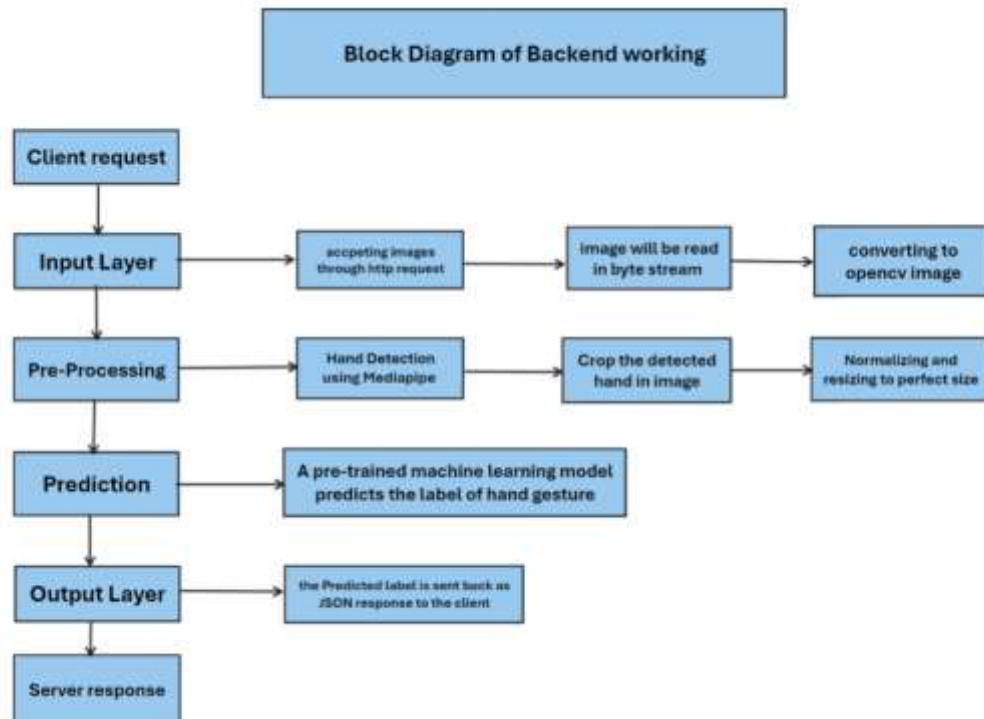 Block Diagram of Backend working
Client request
Input Layer
accpeting images
through http request
image will be read
in byte stream
converting to
opencv image
Pre-Processing
Hand Detection
using Mediapipe
Crop the detected
hand in image
Normalizing and
resizing to perfect size
Prediction
A pre-trained machine learning model
predicts the label of hand gesture
Output Layer
the Predicted label is sent back as
JSON response to the client
Server response